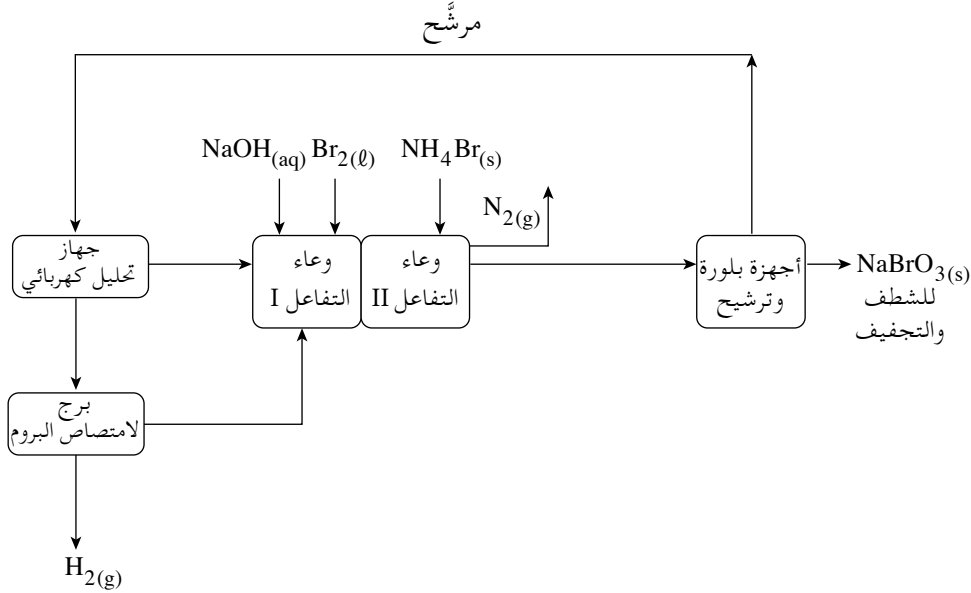 مرشَّح
NaOH(aq) Br2(ℓ) NH4Br(s)
N2(g)
جهاز
تحليل كهربائي
وعاء
التفاعل I
وعاء
التفاعل II
أجهزة بلورة
وترشيح
NaBrO3(s)
للشطف
والتجفيف
برج
لامتصاص البروم
H2(g)